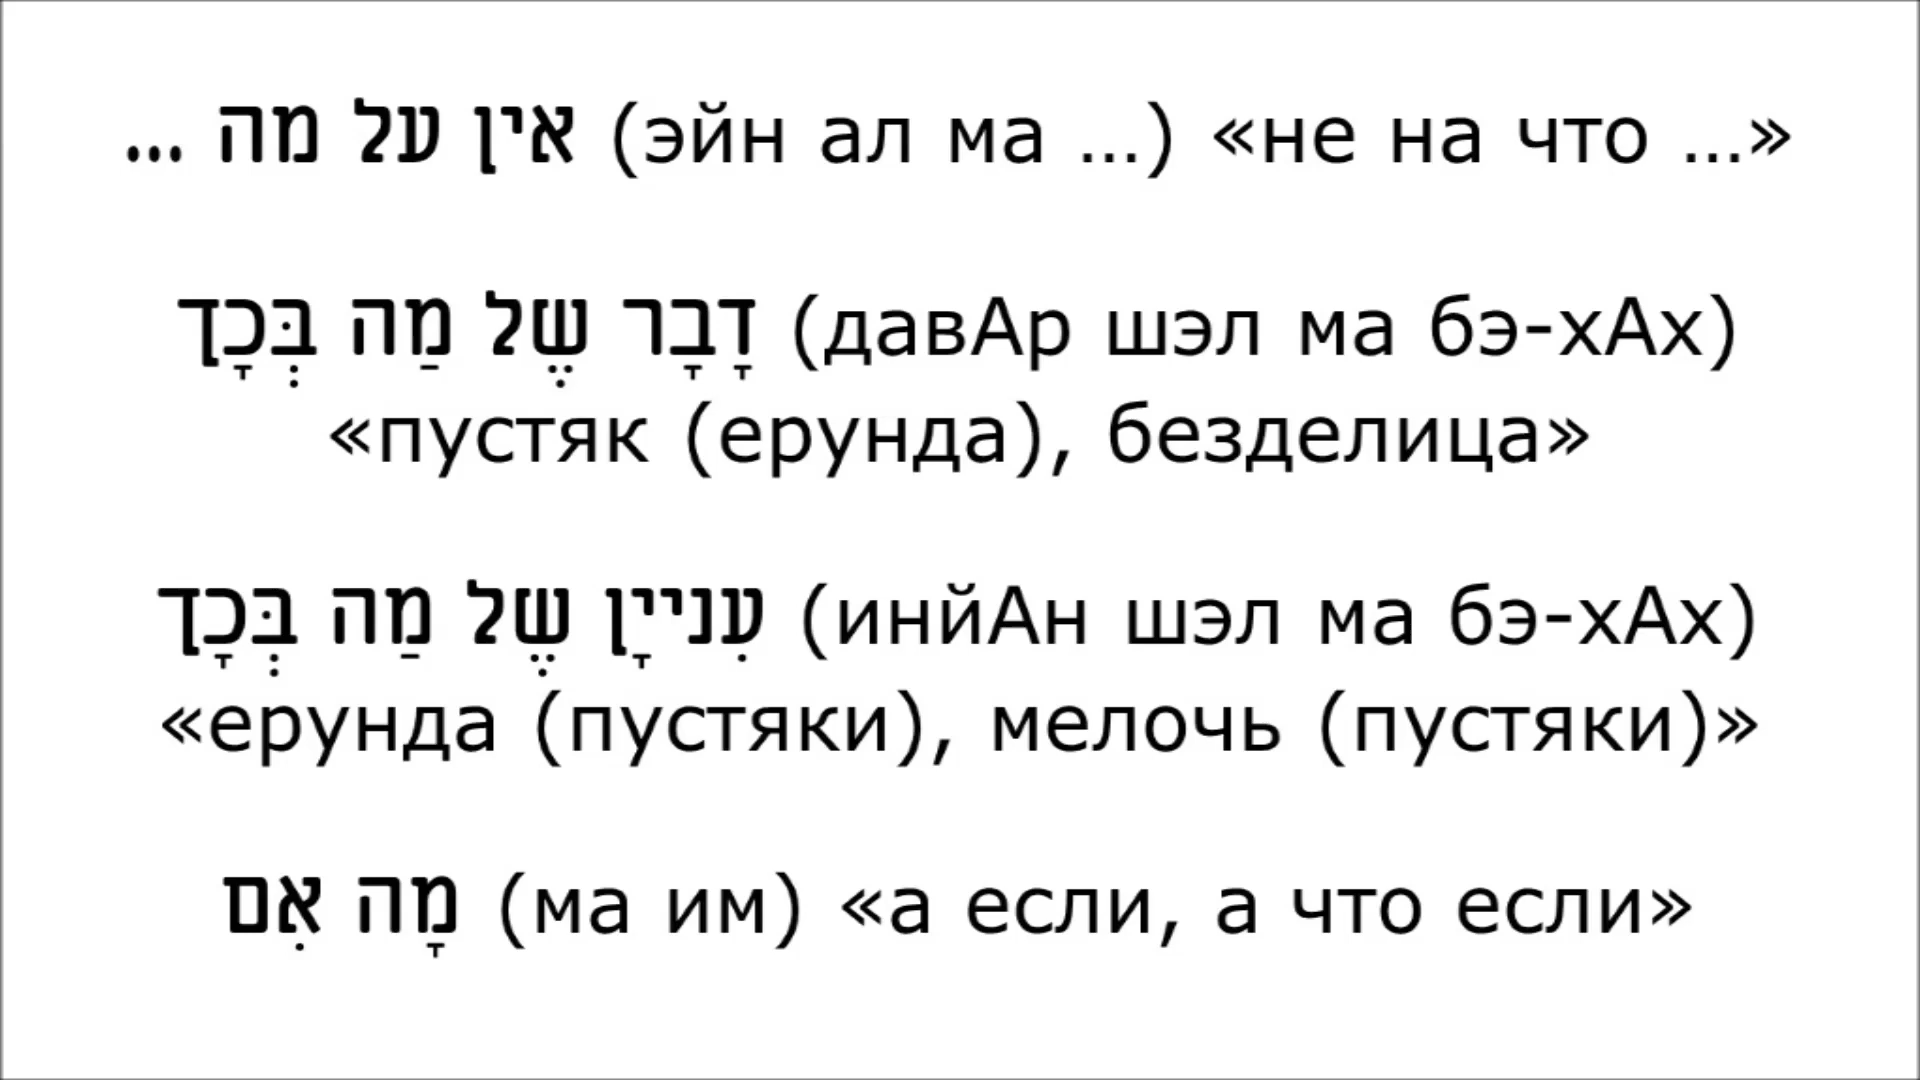 אין על מה ... (эйн ал ма ...) «не на что ...»
דָבָר שֶל מַה בְּכָך (давАр шэл ма бэ-хАх)
«пустяк (ерунда), безделица»
עִנייָן שֶל מַה בְּכָך (инйАн шэл ма бэ-хАх)
«ерунда (пустяки), мелочь (пустяки)»
מָה אִם (ма им) «а если, а что если»